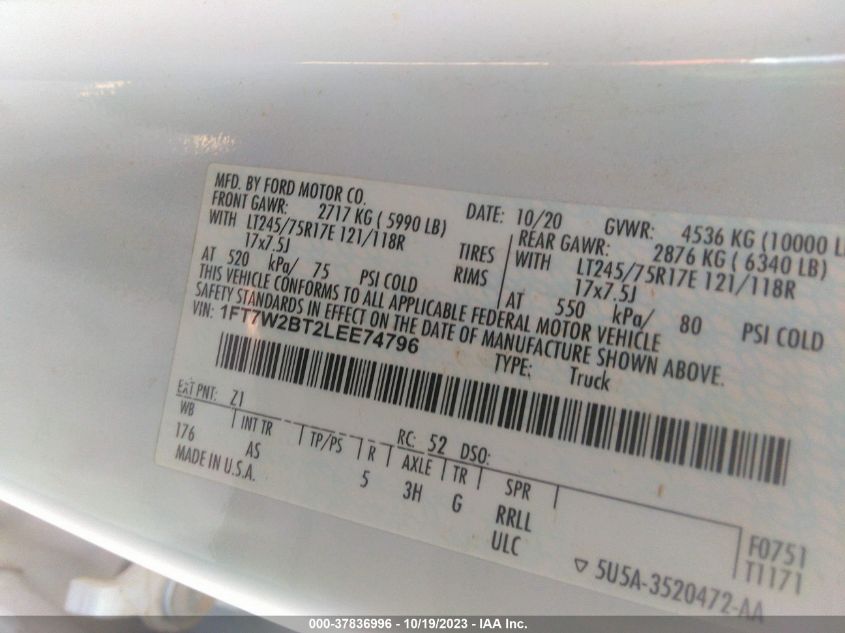 MFD. BY FORD MOTOR CO.
DATE: 10/20 GVWR: 4536 KG (10000 L
FRONT GAWR: 2717 KG ( 5990 LB)
REAR GAWR: 2876 KG ( 6340 LB)
WITH LT245/75R17E 121/118R TIRES
WITH LT245/75R17E 121/118R
17x7.5J RIMS
17x7.5J
AT 520 kPa/ 75 PSI COLD
AT 550 kPa/ 80 PSI COLD
THIS VEHICLE CONFORMS TO ALL APPLICABLE FEDERAL MOTOR VEHICLE
SAFETY STANDARDS IN EFFECT ON THE DATE OF MANUFACTURE SHOWN ABOVE.
VIN: 1FT7W2BT2LEE74796
TYPE: Truck
EXT PNT: Z1
RC: 52 DSO:
WB INT TR TP/PS R AXLE TR SPR
176 AS 5 3H G RRLL
ULC
MADE IN U.S.A.
F0751
T1171
5U5A-3520472-AA
000-37836996 - 10/19/2023 - IAA Inc.